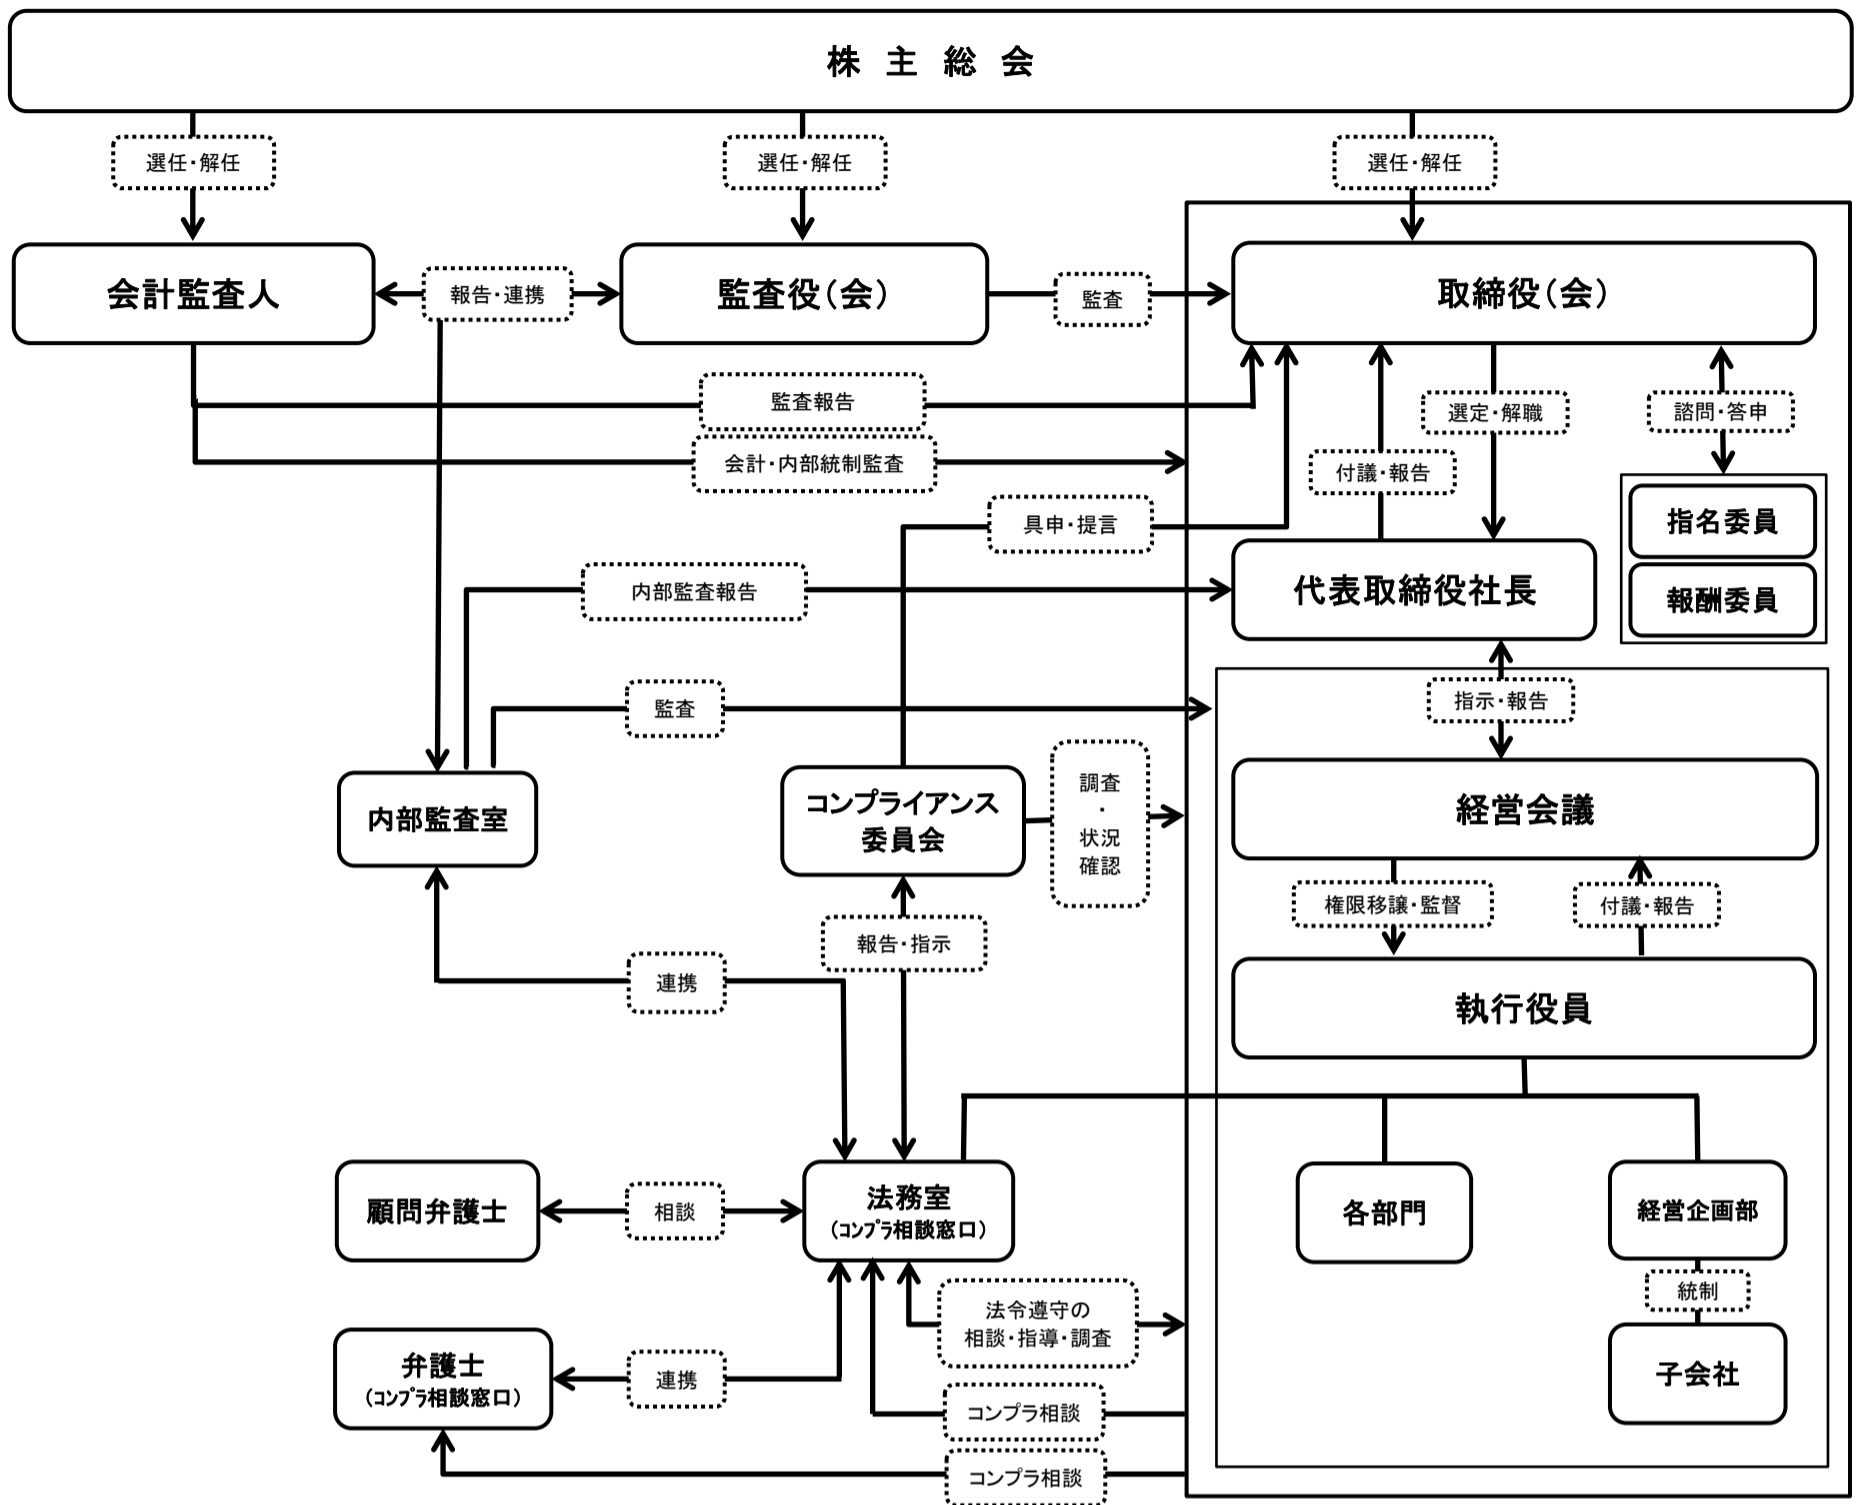 株 主 総 会
選任・解任
選任・解任
選任・解任
会計監査人
報告・連携
監査役(会)
監査
取締役(会)
監査報告
選定・解職
諮問・答申
会計・内部統制監査
付議・報告
具申・提言
指名委員
内部監査報告
代表取締役社長
報酬委員
監査
指示・報告
内部監査室
コンプライアンス
委員会
調査
・
状況
確認
経営会議
権限移譲・監督
付議・報告
報告・指示
連携
執行役員
顧問弁護士
相談
法務室
(コンプラ相談窓口)
各部門
経営企画部
統制
法令遵守の
相談・指導・調査
弁護士
(コンプラ相談窓口)
連携
子会社
コンプラ相談
コンプラ相談